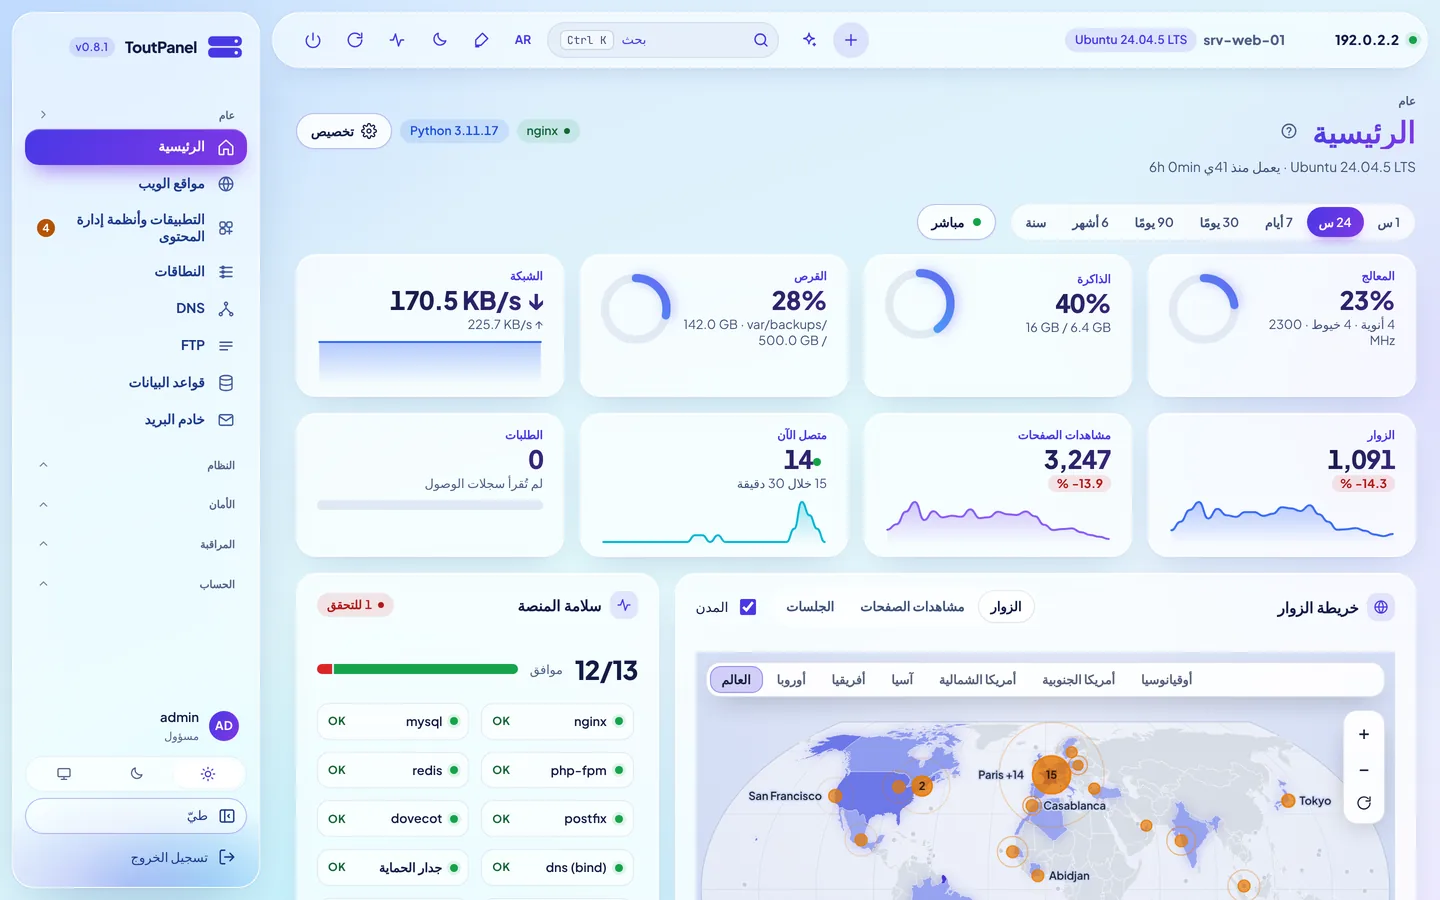 ToutPanel
v0.8.1
عام
الرئيسية
مواقع الويب
التطبيقات وأنظمة إدارة
المحتوى
4
النطاقات
DNS
FTP
قواعد البيانات
خادم البريد
النظام
الأمان
المراقبة
الحساب
AD
admin
مسؤول
طيّ
تسجيل الخروج
192.0.2.2
srv-web-01
Ubuntu 24.04.5 LTS
بحث
Ctrl K
AR
عام
الرئيسية
Ubuntu 24.04.5 LTS · يعمل منذ 41ي 6h 0min
nginx
Python 3.11.17
تخصيص
1 س
24 س
7 أيام
30 يومًا
90 يومًا
6 أشهر
سنة
مباشر
المعالج
23%
4 أنوية · 4 خيوط · 2300
MHz
الذاكرة
40%
16 GB / 6.4 GB
القرص
28%
142.0 GB · var/backups/
500.0 GB /
الشبكة
170.5 KB/s ↓
225.7 KB/s ↑
الزوار
1,091
% −14.3
مشاهدات الصفحات
3,247
% −13.9
متصل الآن
14
15 خلال 30 دقيقة
الطلبات
0
لم تُقرأ سجلات الوصول
خريطة الزوار
الزوار
مشاهدات الصفحات
الجلسات
المدن
العالم
أوروبا
أفريقيا
آسيا
أمريكا الشمالية
أمريكا الجنوبية
أوقيانوسيا
+
−
Paris +14
15
2
San Francisco
Casablanca
Tokyo
Abidjan
سلامة المنصة
1 للتحقق
12/13
موافق
nginx OK
mysql OK
php-fpm OK
redis OK
postfix OK
dovecot OK
dns (bind) OK
جدار الحماية OK